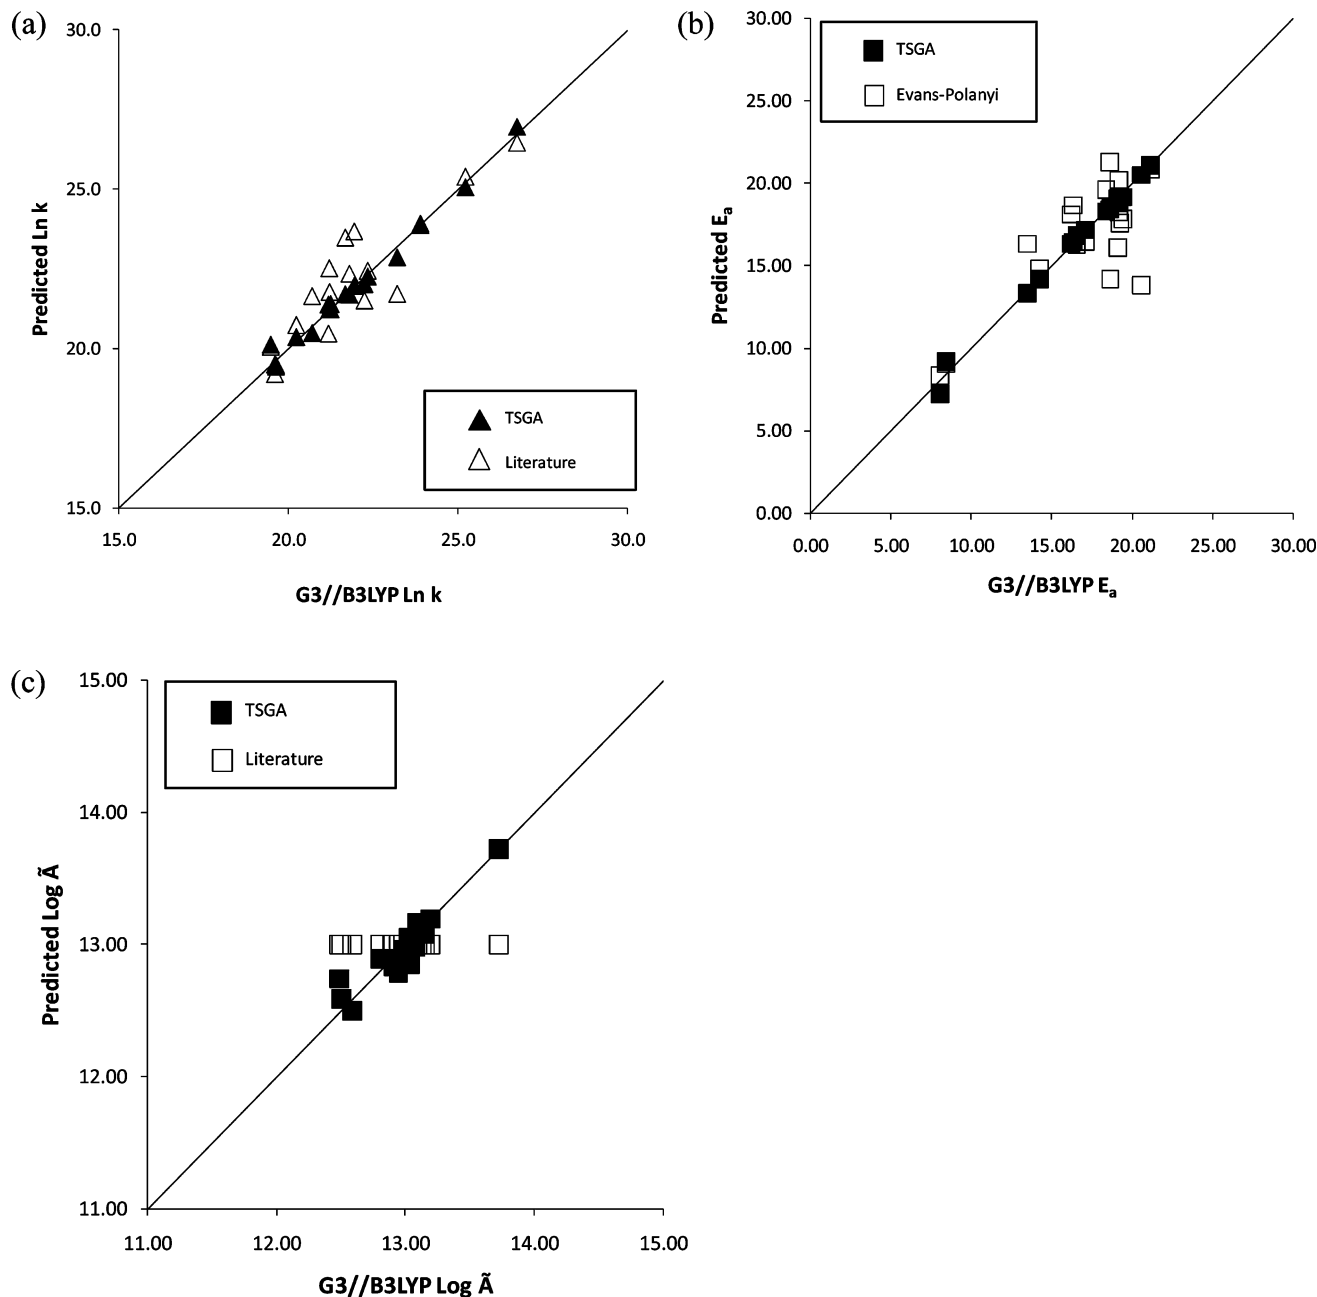 (a)
30.0
25.0
20.0
15.0
Predicted Ln k
TSGA
Literature
15.0 20.0 25.0 30.0
G3//B3LYP Ln k
(b)
30.00
25.00
20.00
15.00
10.00
5.00
0.00
Predicted Ea
TSGA
Evans-Polanyi
0.00 5.00 10.00 15.00 20.00 25.00 30.00
G3//B3LYP Ea
(c)
15.00
14.00
13.00
12.00
11.00
Predicted Log Ã
TSGA
Literature
11.00 12.00 13.00 14.00 15.00
G3//B3LYP Log Ã